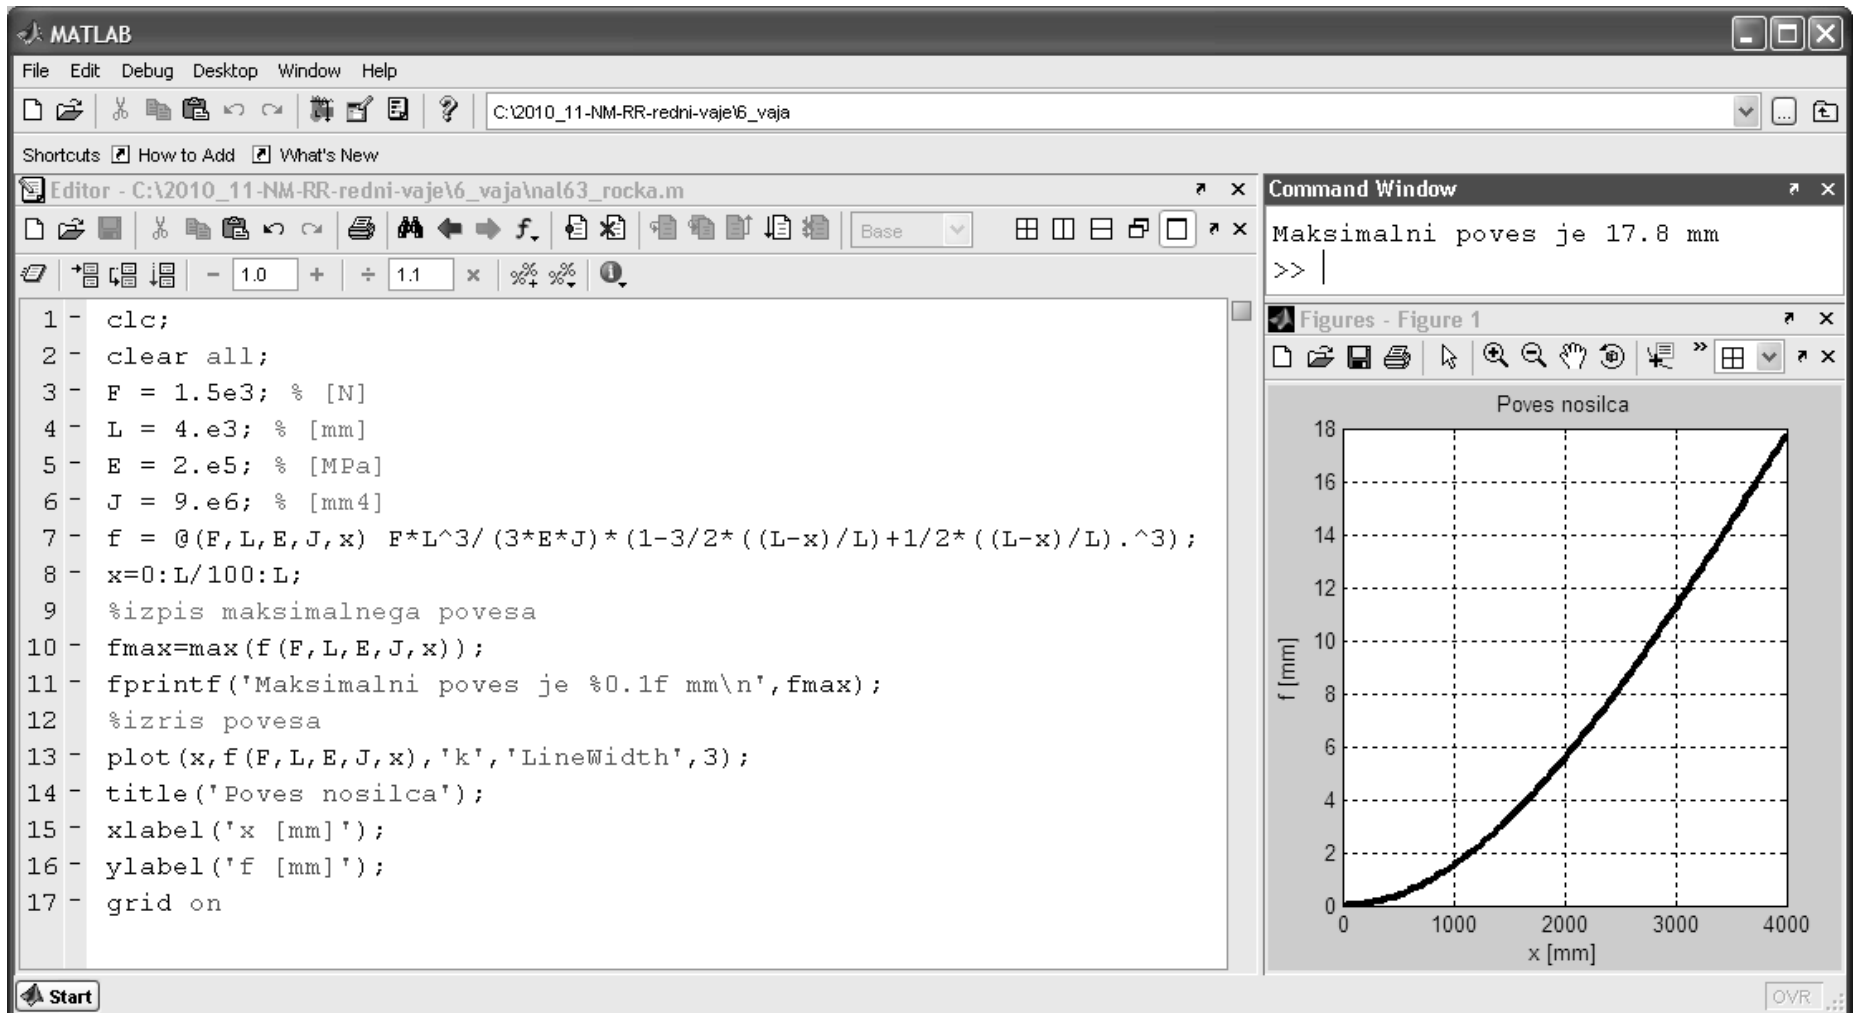 MATLAB
File Edit Debug Desktop Window Help
C:\2010_11-NM-RR-redni-vaje\6_vaja
Shortcuts How to Add What's New
Editor - C:\2010_11-NM-RR-redni-vaje\6_vaja\nal63_rocka.m
Base
- 1.0 + ÷ 1.1 ×
1 - clc;
2 - clear all;
3 - F = 1.5e3; % [N]
4 - L = 4.e3; % [mm]
5 - E = 2.e5; % [MPa]
6 - J = 9.e6; % [mm4]
7 - f = @(F,L,E,J,x) F*L^3/(3*E*J)*(1-3/2*((L-x)/L)+1/2*((L-x)/L).^3);
8 - x=0:L/100:L;
9 %izpis maksimalnega povesa
10 - fmax=max(f(F,L,E,J,x));
11 - fprintf('Maksimalni poves je %0.1f mm\n',fmax);
12 %izris povesa
13 - plot(x,f(F,L,E,J,x),'k','LineWidth',3);
14 - title('Poves nosilca');
15 - xlabel('x [mm]');
16 - ylabel('f [mm]');
17 - grid on
Command Window
Maksimalni poves je 17.8 mm
>>
Figures - Figure 1
Poves nosilca
18
16
14
12
10
8
6
4
2
0
f [mm]
0 1000 2000 3000 4000
x [mm]
Start
OVR